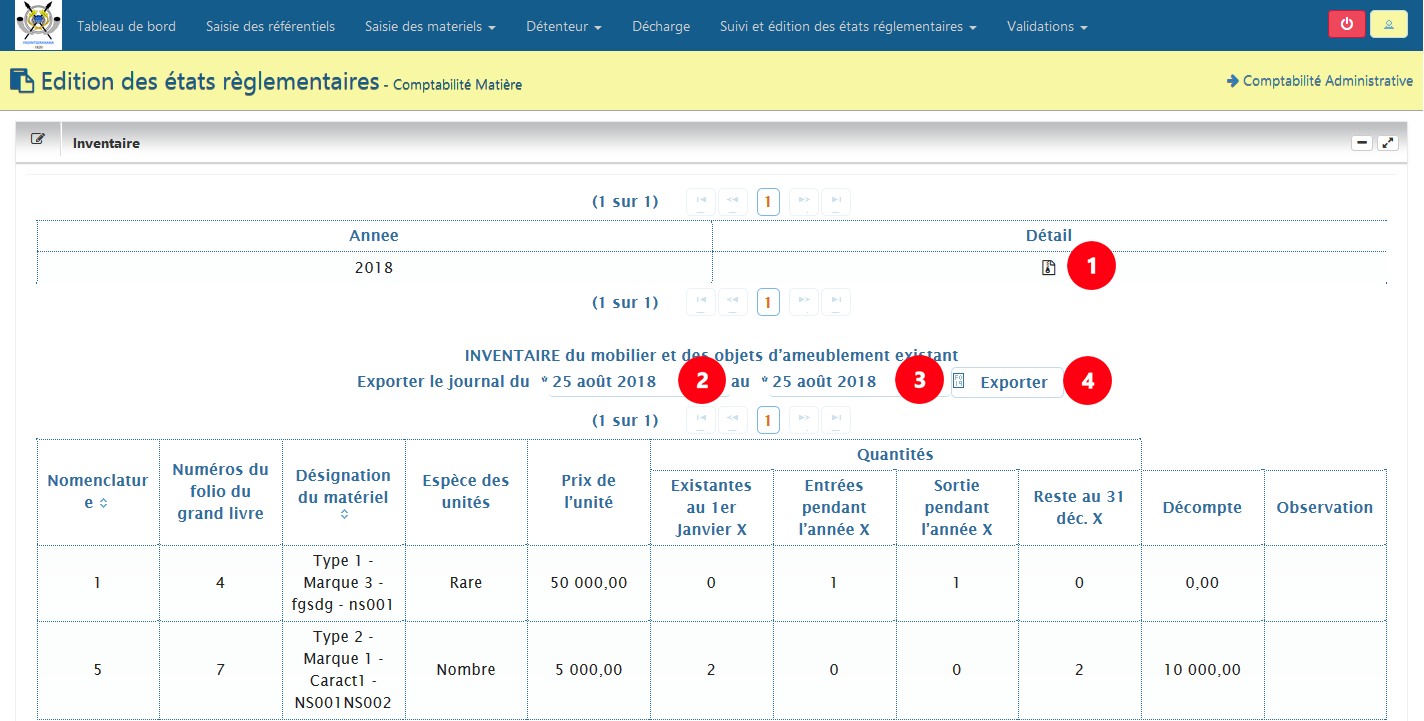 Tableau de bord Saisie des référentiels Saisie des materiels Détenteur Décharge Suivi et édition des états réglementaires Validations
Edition des états règlementaires - Comptabilité Matière
Comptabilité Administrative
Inventaire
(1 sur 1) 1
Annee Détail
2018 1
(1 sur 1) 1
INVENTAIRE du mobilier et des objets d'ameublement existant
Exporter le journal du * 25 août 2018 2 au * 25 août 2018 3 Exporter 4
(1 sur 1) 1
Nomenclatur
e
Numéros du
folio du
grand livre
Désignation
du matériel
Espèce des
unités
Prix de
l'unité
Quantités
Existantes
au 1er
Janvier X
Entrées
pendant
l'année X
Sortie
pendant
l'année X
Reste au 31
déc. X
Décompte
Observation
1
4
Type 1 -
Marque 3 -
fgsdg - ns001
Rare
50 000,00
0
1
1
0
0,00
5
7
Type 2 -
Marque 1 -
Caract1 -
NS001NS002
Nombre
5 000,00
2
0
0
2
10 000,00